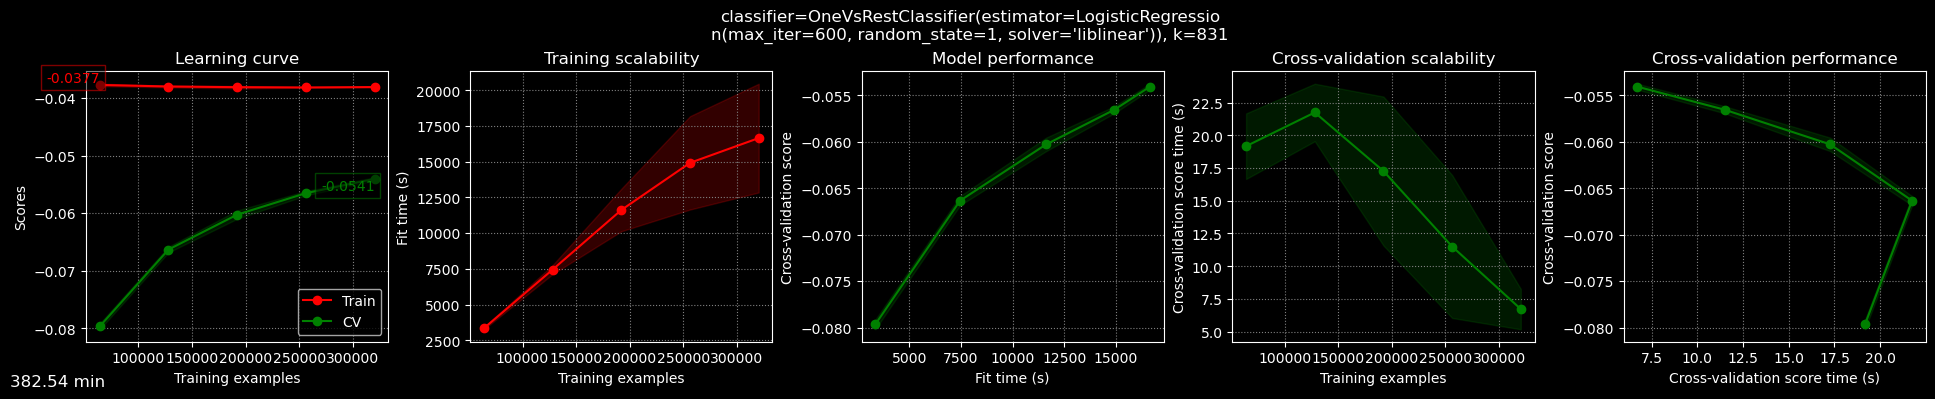 classifier=OneVsRestClassifier(estimator=LogisticRegressio
n(max_iter=600, random_state=1, solver='liblinear')), k=831
Learning curve
-0.0377
−0.04
−0.05
−0.06
−0.07
−0.08
Scores
-0.0541
Train
CV
100000 150000 200000 250000 300000
Training examples
382.54 min
Training scalability
20000
17500
15000
12500
10000
7500
5000
2500
Fit time (s)
100000 150000 200000 250000 300000
Training examples
Model performance
−0.055
−0.060
−0.065
−0.070
−0.075
−0.080
Cross-validation score
5000 7500 10000 12500 15000
Fit time (s)
Cross-validation scalability
22.5
20.0
17.5
15.0
12.5
10.0
7.5
5.0
Cross-validation score time (s)
100000 150000 200000 250000 300000
Training examples
Cross-validation performance
−0.055
−0.060
−0.065
−0.070
−0.075
−0.080
Cross-validation score
7.5 10.0 12.5 15.0 17.5 20.0
Cross-validation score time (s)